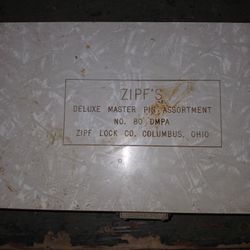 ZIPF'S
DELUXE MASTER PIN ASSORTMENT
NO. 80 DMPA
ZIPF LOCK CO. COLUMBUS, OHIO